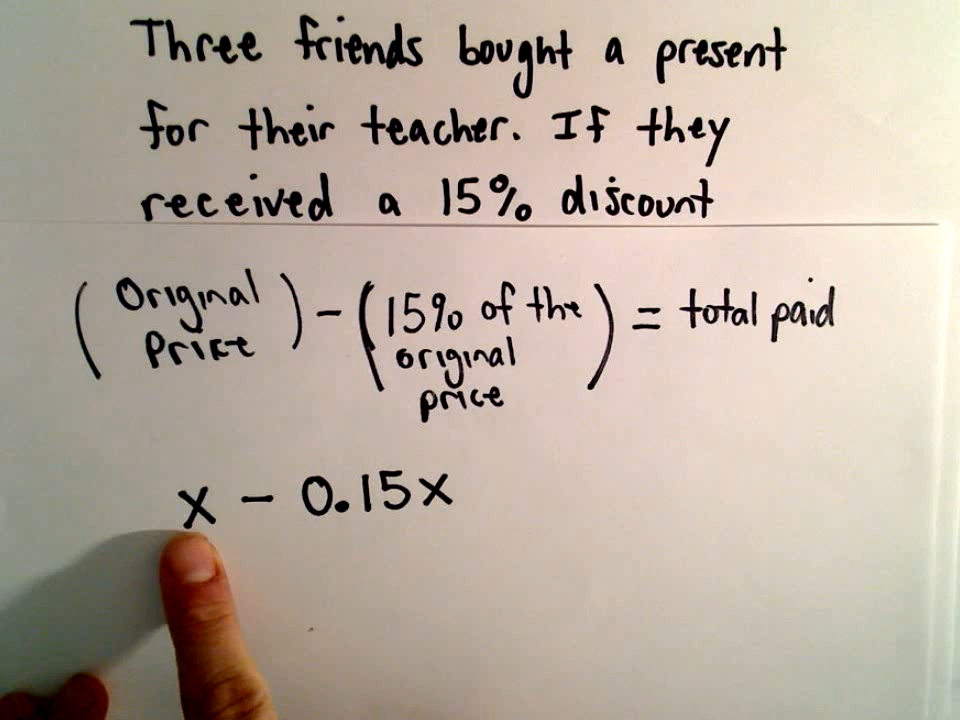 Three friends bought a present
for their teacher. If they
received a 15% discount
(Original Price) - (15% of the original price) = total paid
x - 0.15x